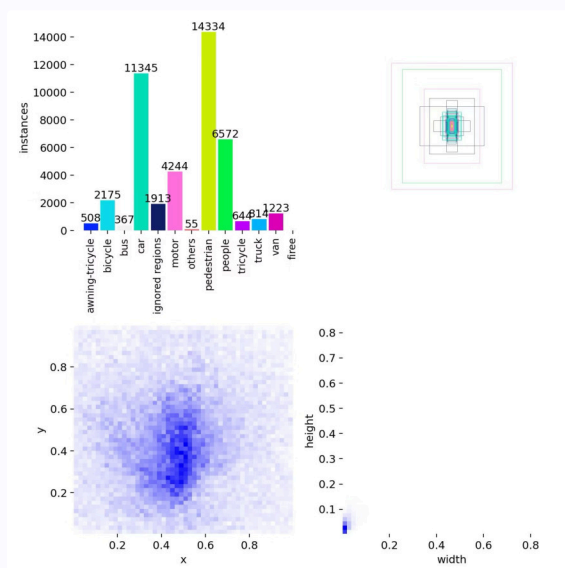 14000
12000
10000
8000
6000
4000
2000
0
instances
508
2175
367
11345
1913
4244
55
14334
6572
644
814
1223
awning-tricycle
bicycle
bus
car
ignored regions
motor
others
pedestrian
people
tricycle
truck
van
firee
0.8
0.6
0.4
0.2
y
0.2 0.4 0.6 0.8
x
0.8
0.7
0.6
0.5
0.4
0.3
0.2
0.1
height
0.2 0.4 0.6 0.8
width